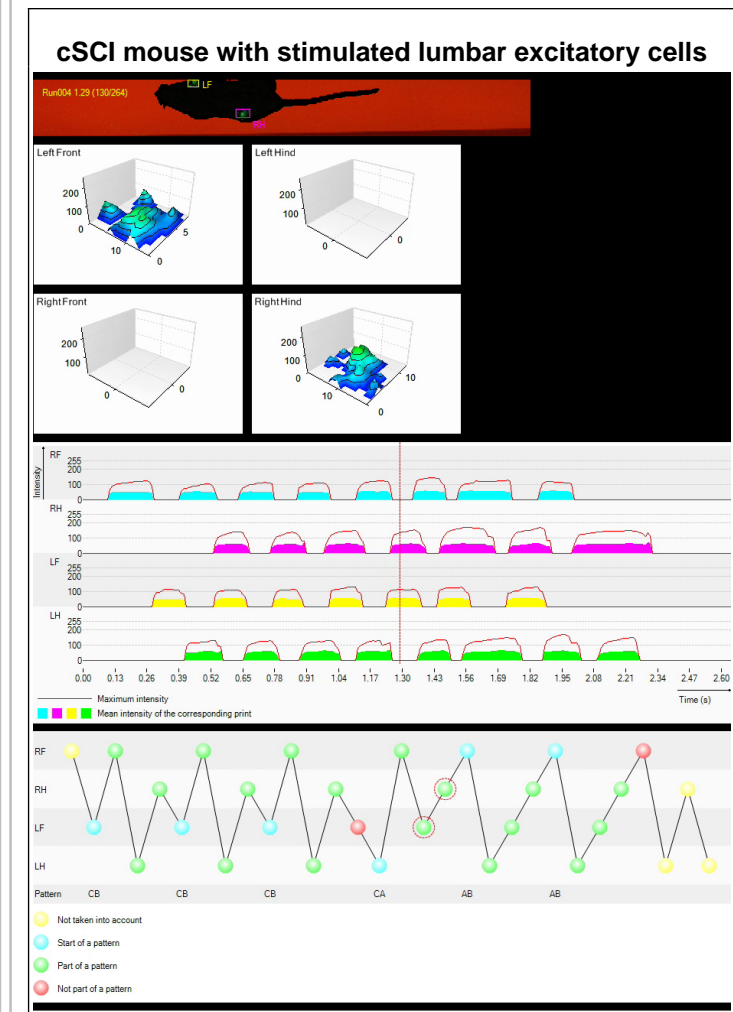 cSCI mouse with stimulated lumbar excitatory cells
Run004 1.29 (130/264)
LF
RH
Left Front
200
100
0
10
0
5
Left Hind
200
100
0
0
Right Front
200
100
0
0
Right Hind
200
100
0
10
0
10
Intensity
RF
255
200
100
0
RH
255
200
100
0
LF
255
200
100
0
LH
255
200
100
0
0.00 0.13 0.26 0.39 0.52 0.65 0.78 0.91 1.04 1.17 1.30 1.43 1.56 1.69 1.82 1.95 2.08 2.21 2.34 2.47 2.60
Time (s)
Maximum intensity
Mean intensity of the corresponding print
RF
RH
LF
LH
Pattern CB CB CB CA AB AB
Not taken into account
Start of a pattern
Part of a pattern
Not part of a pattern